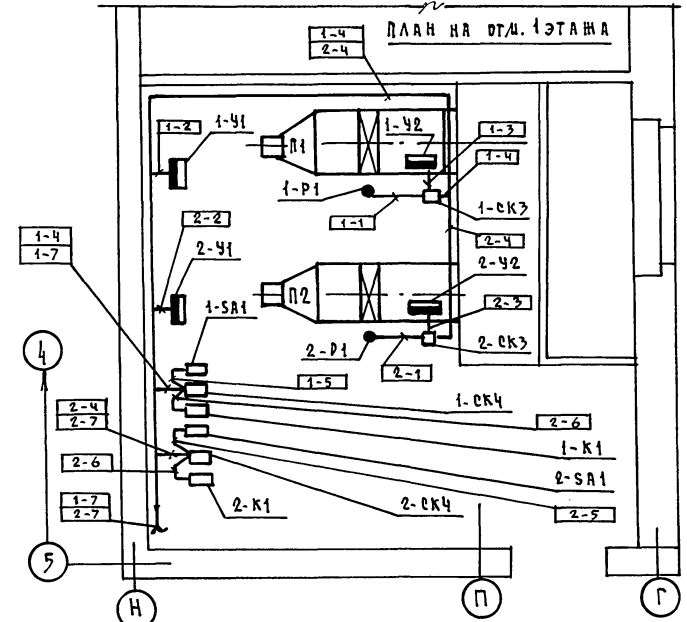 ПЛАН НА ОТМ. 1 ЭТАЖА
1-4
2-4
1-2
1-У1
П1
1-У2
1-3
1-4
1-Р1
1-1
1-СК3
2-2
2-4
1-4
1-7
2-У1
2-У2
П2
2-3
1-SA1
2-Р1
2-1
2-СК3
4
1-5
1-СК4
2-4
2-7
2-6
1-К1
2-6
2-SA1
1-7
2-7
2-К1
2-СК4
2-5
5
Н
П
Г